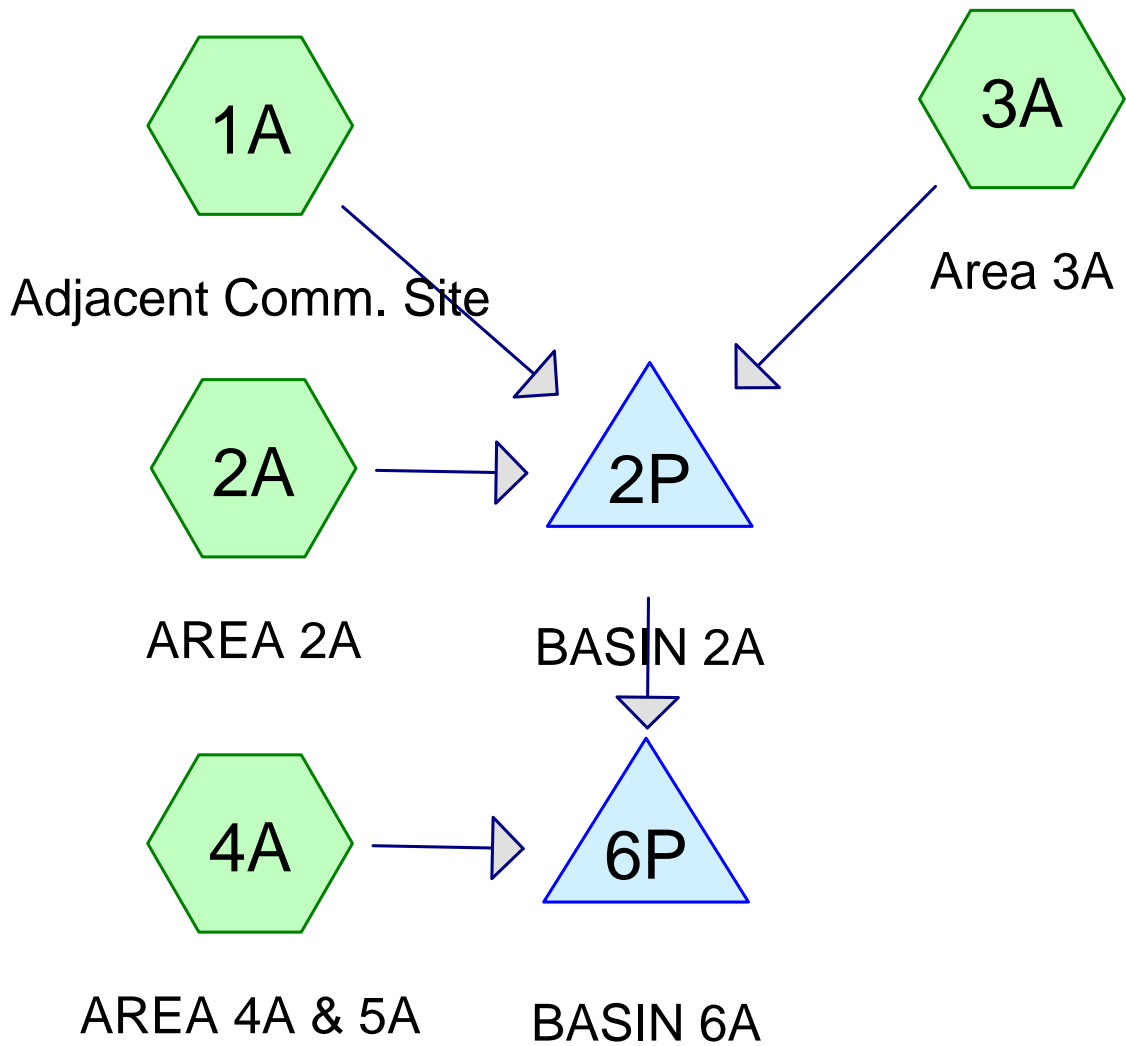 1A
3A
Adjacent Comm. Site
Area 3A
2A
2P
AREA 2A
BASIN 2A
4A
6P
AREA 4A & 5A
BASIN 6A